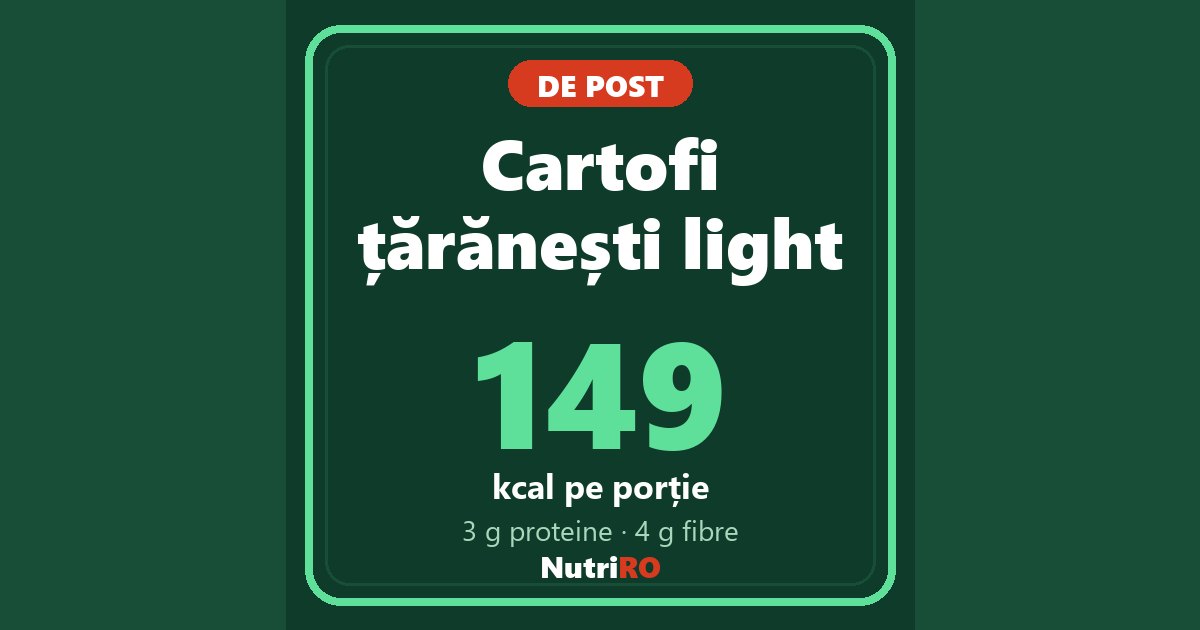 DE POST
Cartofi
țărănești light
149
kcal pe porție
3 g proteine · 4 g fibre
NutriRO